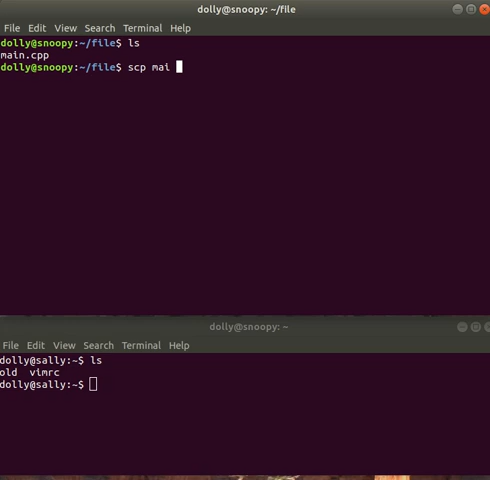 dolly@snoopy: ~/file
File Edit View Search Terminal Help
dolly@snoopy:~/file$ ls
main.cpp
dolly@snoopy:~/file$ scp mai
dolly@snoopy: ~
File Edit View Search Terminal Help
dolly@sally:~$ ls
old  vimrc
dolly@sally:~$